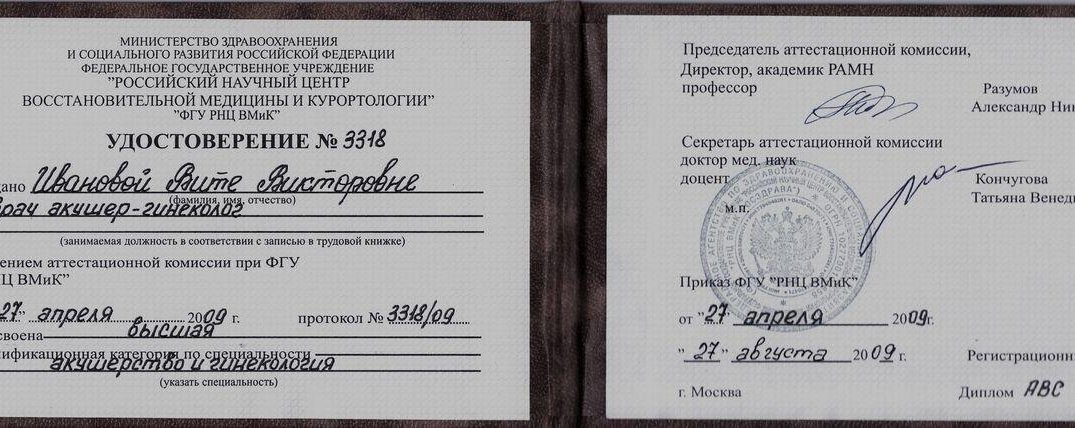 МИНИСТЕРСТВО ЗДРАВООХРАНЕНИЯ
И СОЦИАЛЬНОГО РАЗВИТИЯ РОССИЙСКОЙ ФЕДЕРАЦИИ
ФЕДЕРАЛЬНОЕ ГОСУДАРСТВЕННОЕ УЧРЕЖДЕНИЕ
"РОССИЙСКИЙ НАУЧНЫЙ ЦЕНТР
ВОССТАНОВИТЕЛЬНОЙ МЕДИЦИНЫ И КУРОРТОЛОГИИ"
"ФГУ РНЦ ВМиК"
УДОСТОВЕРЕНИЕ № 3318
дано Ивановой Вите Викторовне
(фамилия, имя, отчество)
врач акушер-гинеколог
(занимаемая должность в соответствии с записью в трудовой книжке)
ением аттестационной комиссии при ФГУ
НЦ ВМиК"
27" апреля 2009 г. протокол № 3318/09
своена высшая
ификационная категория по специальности
акушерство и гинекология
(указать специальность)
Председатель аттестационной комиссии,
Директор, академик РАМН
профессор Разумов
Александр Ник
Секретарь аттестационной комиссии
доктор мед. наук
доцент Кончугова
Татьяна Венеди
м.п.
Приказ ФГУ "РНЦ ВМиК"
от "27" апреля 2009г.
"27" августа 2009 г. Регистрационн
г. Москва Диплом АВС